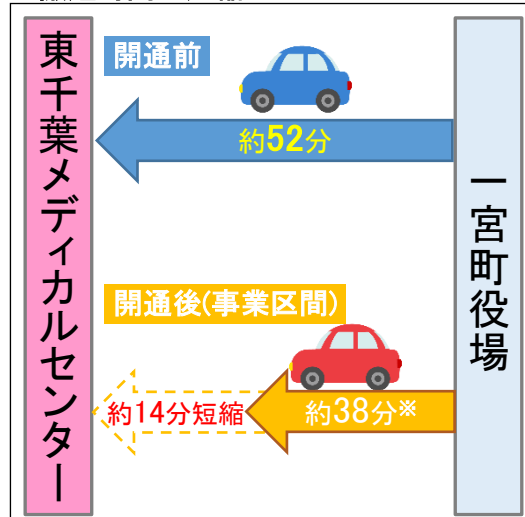 東千葉メディカルセンター
開通前
約52分
一宮町役場
開通後(事業区間)
約14分短縮
約38分※